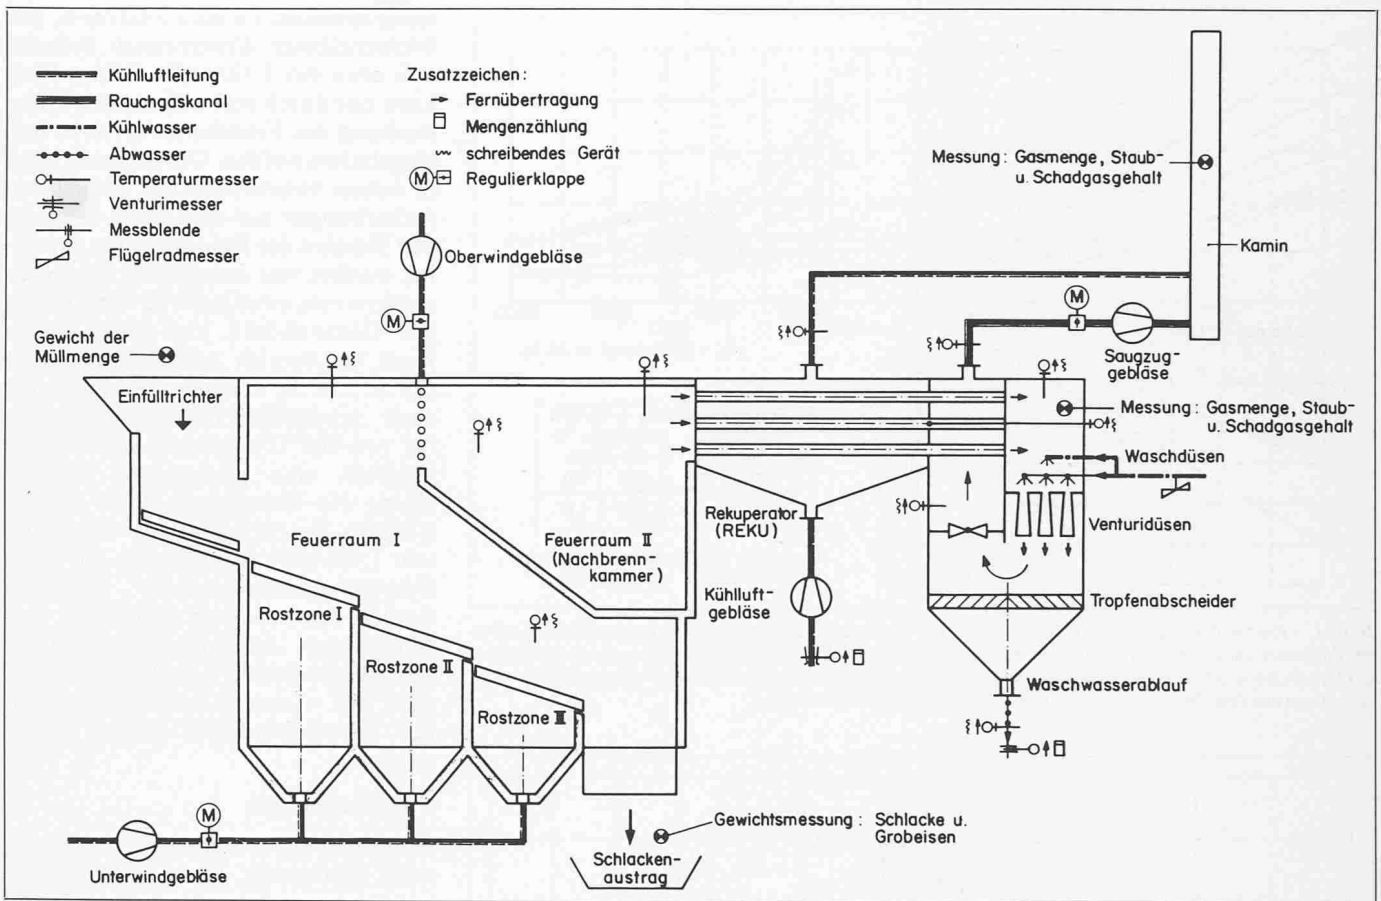 Kühlluftleitung
Rauchgaskanal
Kühlwasser
Abwasser
Temperaturmesser
Venturimesser
Messblende
Flügelradmesser
Zusatzzeichen:
Fernübertragung
Mengenzählung
schreibendes Gerät
M
Regulierklappe
Messung: Gasmenge, Staub-
u. Schadgasgehalt
Kamin
Oberwindgebläse
M
M
Saugzug-
gebläse
Gewicht der
Müllmenge
Einfülltrichter
Messung: Gasmenge, Staub-
u. Schadgasgehalt
Waschdüsen
Venturidüsen
Rekuperator
(REKU)
Feuerraum I
Feuerraum II
(Nachbrenn-
kammer)
Kühlluft-
gebläse
Tropfenabscheider
Rostzone I
Rostzone II
Rostzone III
Waschwasserablauf
M
Unterwindgebläse
Gewichtsmessung: Schlacke u.
Grobeisen
Schlacken-
austrag